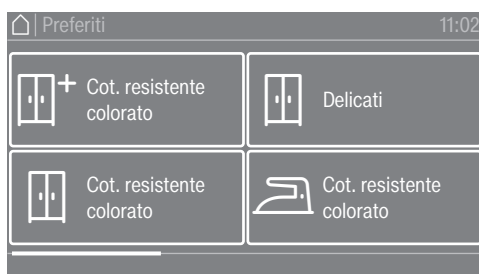 Preferiti 11:02
Cot. resistente
colorato
Delicati
Cot. resistente
colorato
Cot. resistente
colorato